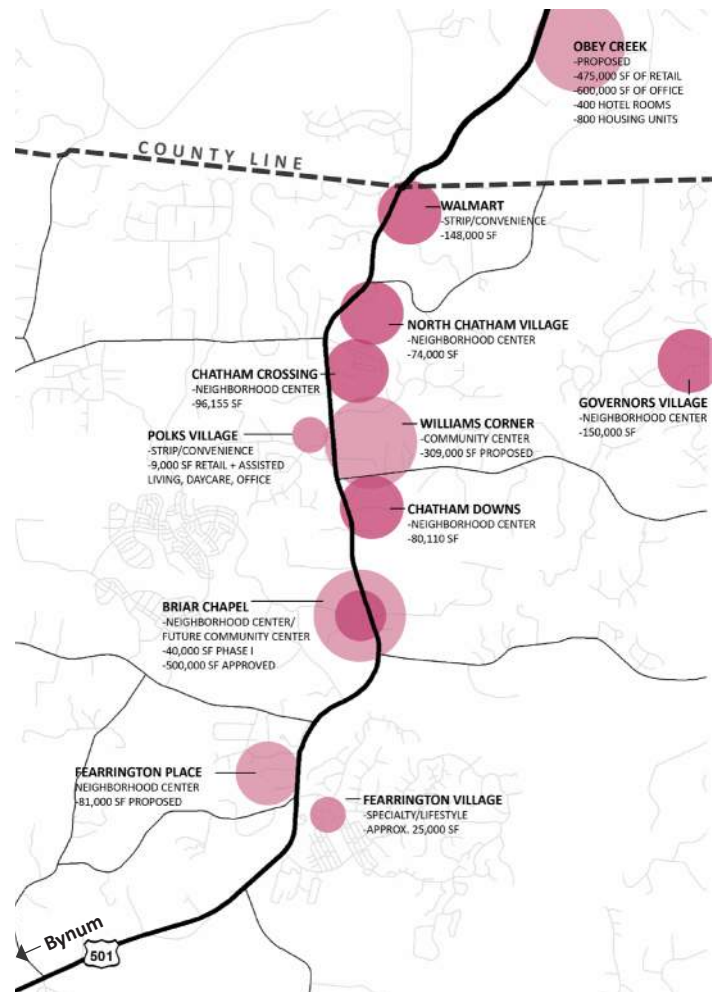 OBEY CREEK
-PROPOSED
-475,000 SF OF RETAIL
-600,000 SF OF OFFICE
-400 HOTEL ROOMS
-800 HOUSING UNITS
COUNTY LINE
WALMART
-STRIP/CONVENIENCE
-148,000 SF
NORTH CHATHAM VILLAGE
-NEIGHBORHOOD CENTER
-74,000 SF
CHATHAM CROSSING
-NEIGHBORHOOD CENTER
-96,155 SF
GOVERNORS VILLAGE
-NEIGHBORHOOD CENTER
-150,000 SF
WILLIAMS CORNER
-COMMUNITY CENTER
-309,000 SF PROPOSED
POLKS VILLAGE
-STRIP/CONVENIENCE
-9,000 SF RETAIL + ASSISTED
LIVING, DAYCARE, OFFICE
CHATHAM DOWNS
-NEIGHBORHOOD CENTER
-80,110 SF
BRIAR CHAPEL
-NEIGHBORHOOD CENTER/
FUTURE COMMUNITY CENTER
-40,000 SF PHASE I
-500,000 SF APPROVED
FEARRINGTON PLACE
NEIGHBORHOOD CENTER
-81,000 SF PROPOSED
FEARRINGTON VILLAGE
-SPECIALTY/LIFESTYLE
-APPROX. 25,000 SF
Bynum
501